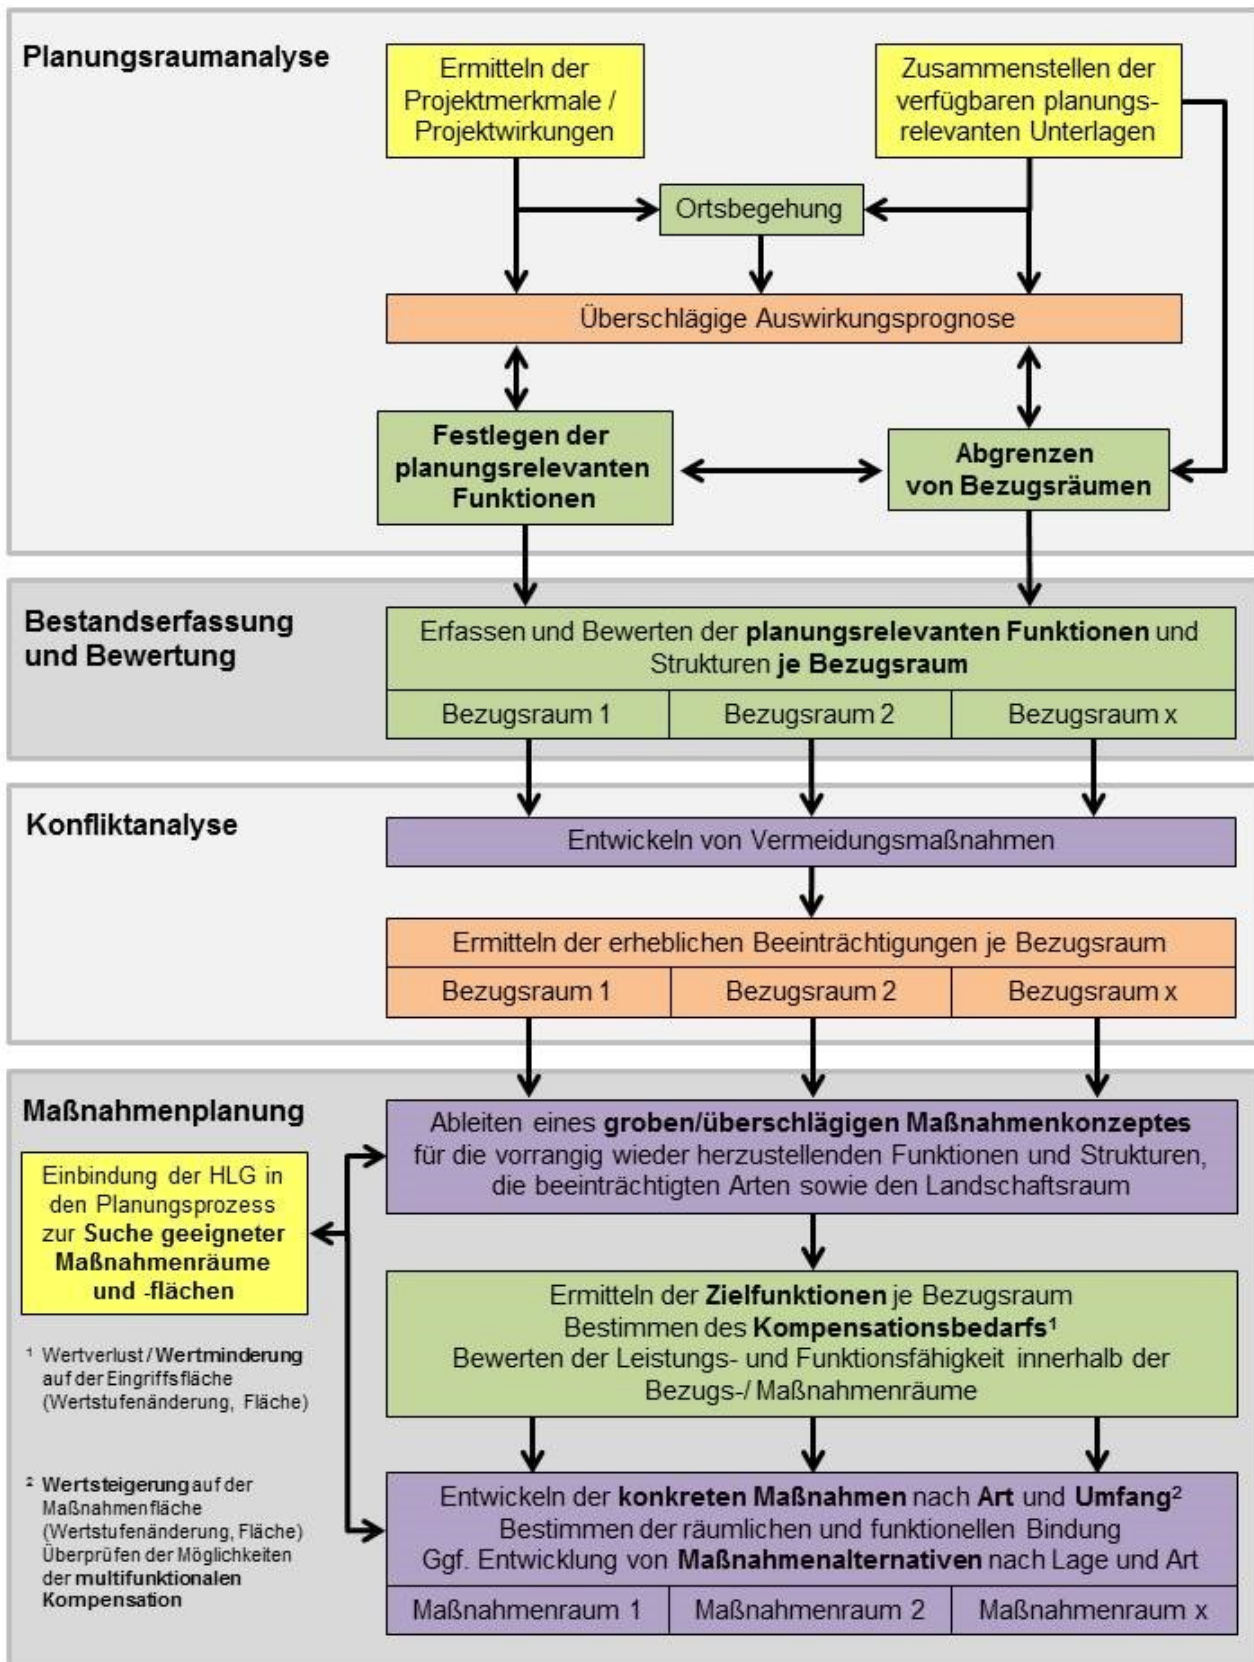 Planungsraumanalyse
Ermitteln der
Projektmerkmale /
Projektwirkungen
Zusammenstellen der
verfügbaren planungs-
relevanten Unterlagen
Ortsbegehung
Überschlägige Auswirkungsprognose
Festlegen der
planungsrelevanten
Funktionen
Abgrenzen
von Bezugsräumen
Bestandserfassung
und Bewertung
Erfassen und Bewerten der planungsrelevanten Funktionen und
Strukturen je Bezugsraum
Bezugsraum 1
Bezugsraum 2
Bezugsraum x
Konfliktanalyse
Entwickeln von Vermeidungsmaßnahmen
Ermitteln der erheblichen Beeinträchtigungen je Bezugsraum
Bezugsraum 1
Bezugsraum 2
Bezugsraum x
Maßnahmenplanung
Einbindung der HLG in
den Planungsprozess
zur Suche geeigneter
Maßnahmenräume
und -flächen
Ableiten eines groben/überschlägigen Maßnahmenkonzeptes
für die vorrangig wieder herzustellenden Funktionen und Strukturen,
die beeinträchtigten Arten sowie den Landschaftsraum
Ermitteln der Zielfunktionen je Bezugsraum
Bestimmen des Kompensationsbedarfs¹
Bewerten der Leistungs- und Funktionsfähigkeit innerhalb der
Bezugs-/ Maßnahmenräume
¹ Wertverlust / Wertminderung
auf der Eingriffsfläche
(Wertstufenänderung, Fläche)
² Wertsteigerung auf der
Maßnahmenfläche
(Wertstufenänderung, Fläche)
Überprüfen der Möglichkeiten
der multifunktionalen
Kompensation
Entwickeln der konkreten Maßnahmen nach Art und Umfang²
Bestimmen der räumlichen und funktionellen Bindung
Ggf. Entwicklung von Maßnahmenalternativen nach Lage und Art
Maßnahmenraum 1
Maßnahmenraum 2
Maßnahmenraum x